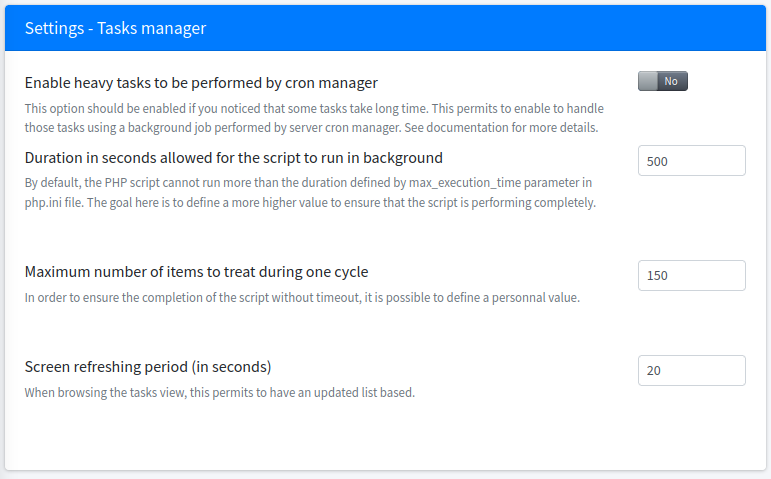 Settings - Tasks manager
Enable heavy tasks to be performed by cron manager
No
This option should be enabled if you noticed that some tasks take long time. This permits to enable to handle
those tasks using a background job performed by server cron manager. See documentation for more details.
Duration in seconds allowed for the script to run in background
500
By default, the PHP script cannot run more than the duration defined by max_execution_time parameter in
php.ini file. The goal here is to define a more higher value to ensure that the script is performing completely.
Maximum number of items to treat during one cycle
150
In order to ensure the completion of the script without timeout, it is possible to define a personnal value.
Screen refreshing period (in seconds)
20
When browsing the tasks view, this permits to have an updated list based.